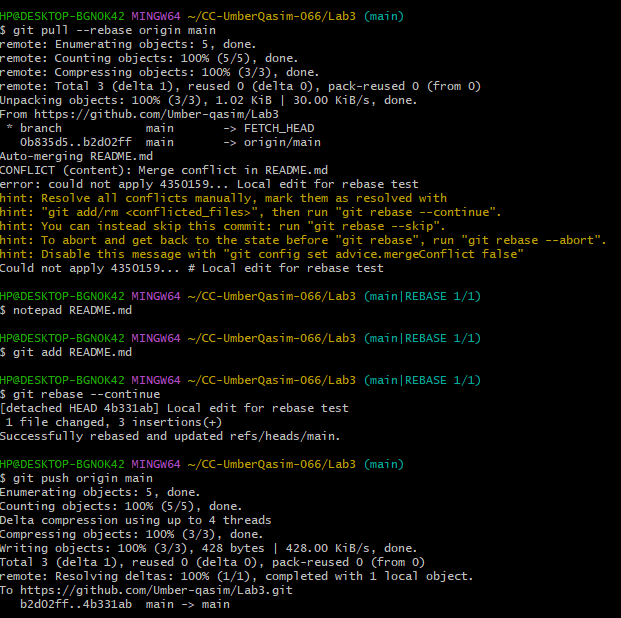 HP@DESKTOP-BGNOK42 MINGW64 ~/CC-UmberQasim-066/Lab3 (main)
$ git pull --rebase origin main
remote: Enumerating objects: 5, done.
remote: Counting objects: 100% (5/5), done.
remote: Compressing objects: 100% (3/3), done.
remote: Total 3 (delta 1), reused 0 (delta 0), pack-reused 0 (from 0)
Unpacking objects: 100% (3/3), 1.02 KiB | 30.00 KiB/s, done.
From https://github.com/Umber-qasim/Lab3
 * branch            main       -> FETCH_HEAD
   0b835d5..b2d02ff  main       -> origin/main
Auto-merging README.md
CONFLICT (content): Merge conflict in README.md
error: could not apply 4350159... Local edit for rebase test
hint: Resolve all conflicts manually, mark them as resolved with
hint: "git add/rm <conflicted_files>", then run "git rebase --continue".
hint: You can instead skip this commit: run "git rebase --skip".
hint: To abort and get back to the state before "git rebase", run "git rebase --abort".
hint: Disable this message with "git config set advice.mergeConflict false"
Could not apply 4350159... # Local edit for rebase test
HP@DESKTOP-BGNOK42 MINGW64 ~/CC-UmberQasim-066/Lab3 (main|REBASE 1/1)
$ notepad README.md
HP@DESKTOP-BGNOK42 MINGW64 ~/CC-UmberQasim-066/Lab3 (main|REBASE 1/1)
$ git add README.md
HP@DESKTOP-BGNOK42 MINGW64 ~/CC-UmberQasim-066/Lab3 (main|REBASE 1/1)
$ git rebase --continue
[detached HEAD 4b331ab] Local edit for rebase test
 1 file changed, 3 insertions(+)
Successfully rebased and updated refs/heads/main.
HP@DESKTOP-BGNOK42 MINGW64 ~/CC-UmberQasim-066/Lab3 (main)
$ git push origin main
Enumerating objects: 5, done.
Counting objects: 100% (5/5), done.
Delta compression using up to 4 threads
Compressing objects: 100% (3/3), done.
Writing objects: 100% (3/3), 428 bytes | 428.00 KiB/s, done.
Total 3 (delta 1), reused 0 (delta 0), pack-reused 0 (from 0)
remote: Resolving deltas: 100% (1/1), completed with 1 local object.
To https://github.com/Umber-qasim/Lab3.git
   b2d02ff..4b331ab  main -> main